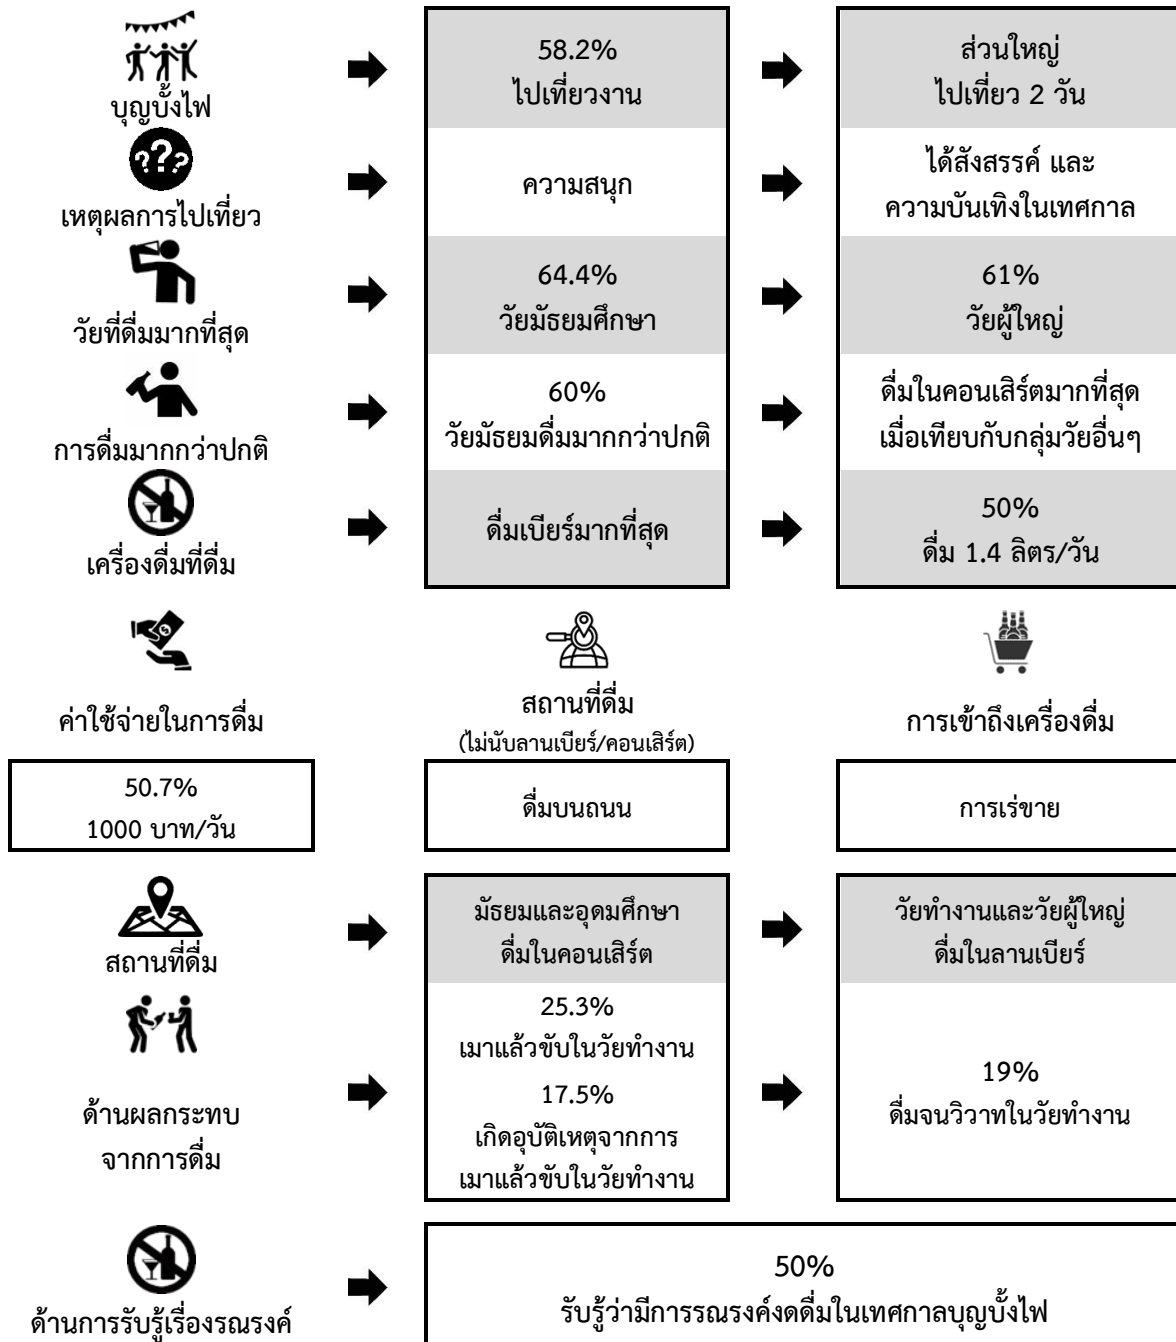 บุญบั้งไฟ
58.2%
ไปเที่ยวงาน
ส่วนใหญ่
ไปเที่ยว 2 วัน
???
เหตุผลการไปเที่ยว
ความสนุก
ได้สังสรรค์ และ
ความบันเทิงในเทศกาล
วัยที่ดื่มมากที่สุด
64.4%
วัยมัธยมศึกษา
61%
วัยผู้ใหญ่
การดื่มมากกว่าปกติ
60%
วัยมัธยมดื่มมากกว่าปกติ
ดื่มในคอนเสิร์ตมากที่สุด
เมื่อเทียบกับกลุ่มวัยอื่นๆ
เครื่องดื่มที่ดื่ม
ดื่มเบียร์มากที่สุด
50%
ดื่ม 1.4 ลิตร/วัน
ค่าใช้จ่ายในการดื่ม
สถานที่ดื่ม
(ไม่นับลานเบียร์/คอนเสิร์ต)
การเข้าถึงเครื่องดื่ม
50.7%
1000 บาท/วัน
ดื่มบนถนน
การเร่ขาย
สถานที่ดื่ม
มัธยมและอุดมศึกษา
ดื่มในคอนเสิร์ต
วัยทำงานและวัยผู้ใหญ่
ดื่มในลานเบียร์
ด้านผลกระทบ
จากการดื่ม
25.3%
เมาแล้วขับในวัยทำงาน
17.5%
เกิดอุบัติเหตุจากการ
เมาแล้วขับในวัยทำงาน
19%
ดื่มจนวิวาทในวัยทำงาน
ด้านการรับรู้เรื่องรณรงค์
50%
รับรู้ว่ามีการรณรงค์งดดื่มในเทศกาลบุญบั้งไฟ